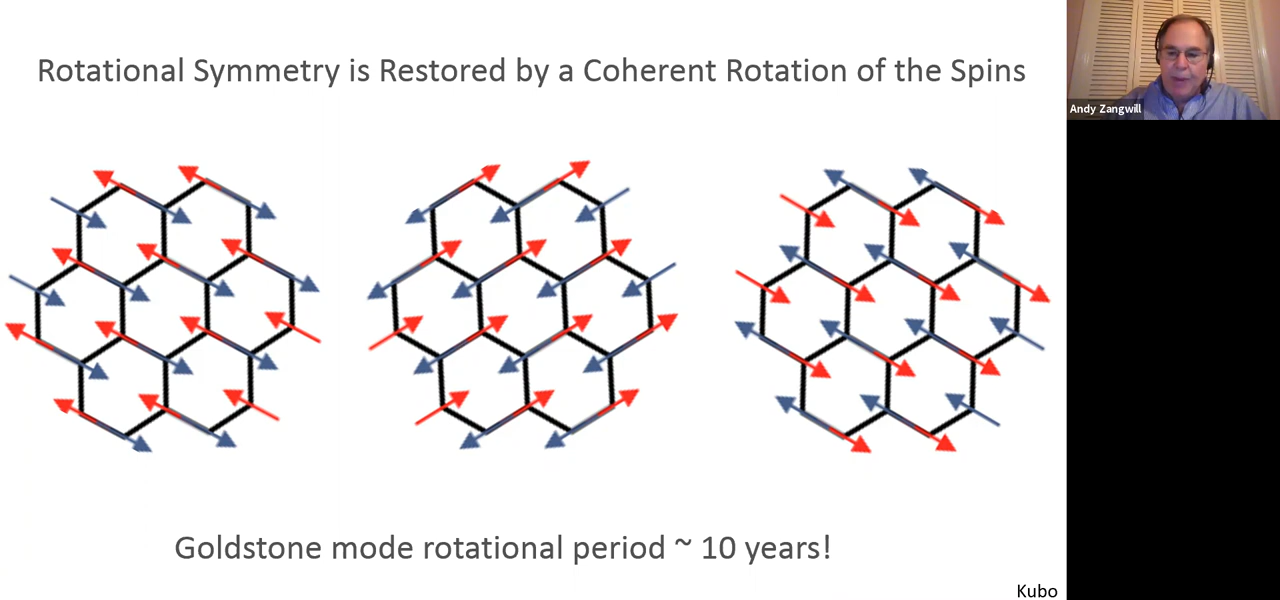 Rotational Symmetry is Restored by a Coherent Rotation of the Spins
Andy Zangwill
Goldstone mode rotational period ~ 10 years!
Kubo